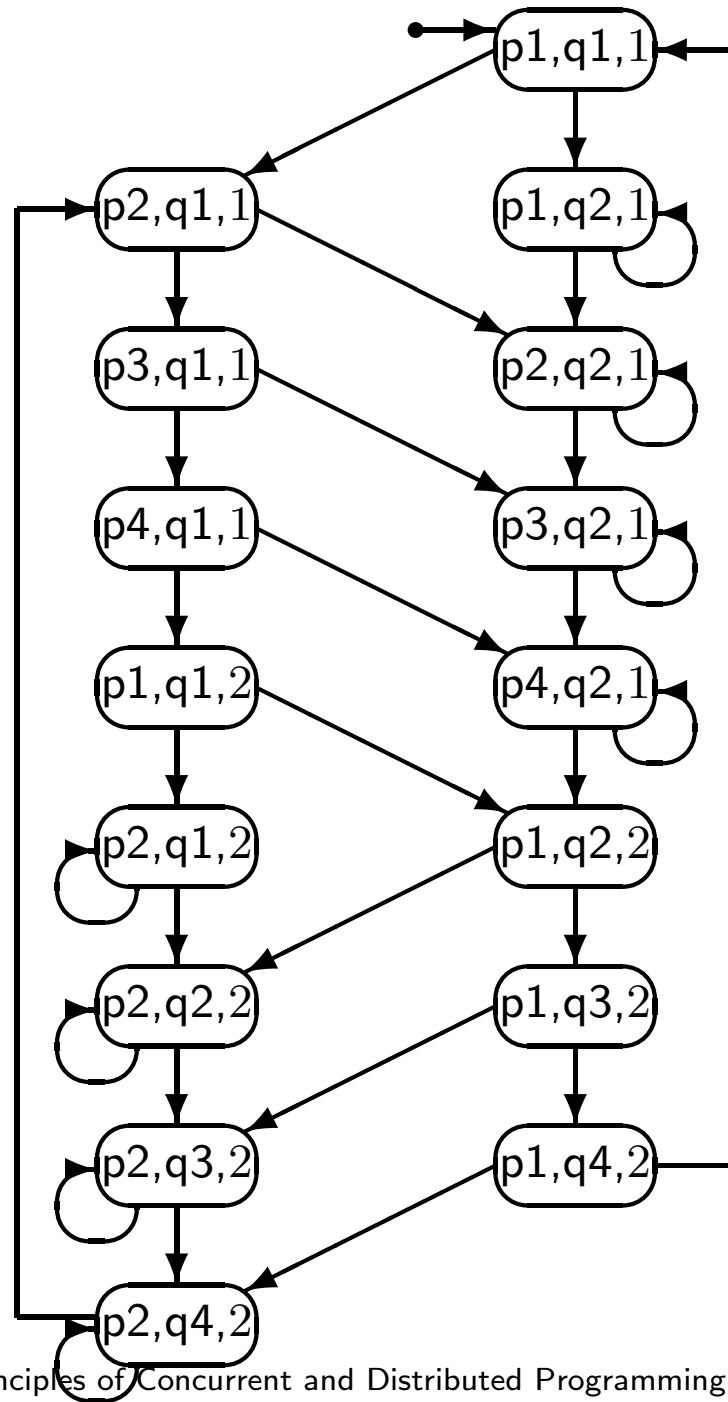 p1,q1,1
p2,q1,1
p1,q2,1
p3,q1,1
p2,q2,1
p4,q1,1
p3,q2,1
p1,q1,2
p4,q2,1
p2,q1,2
p1,q2,2
p2,q2,2
p1,q3,2
p2,q3,2
p1,q4,2
p2,q4,2
nciples of Concurrent and Distributed Programming